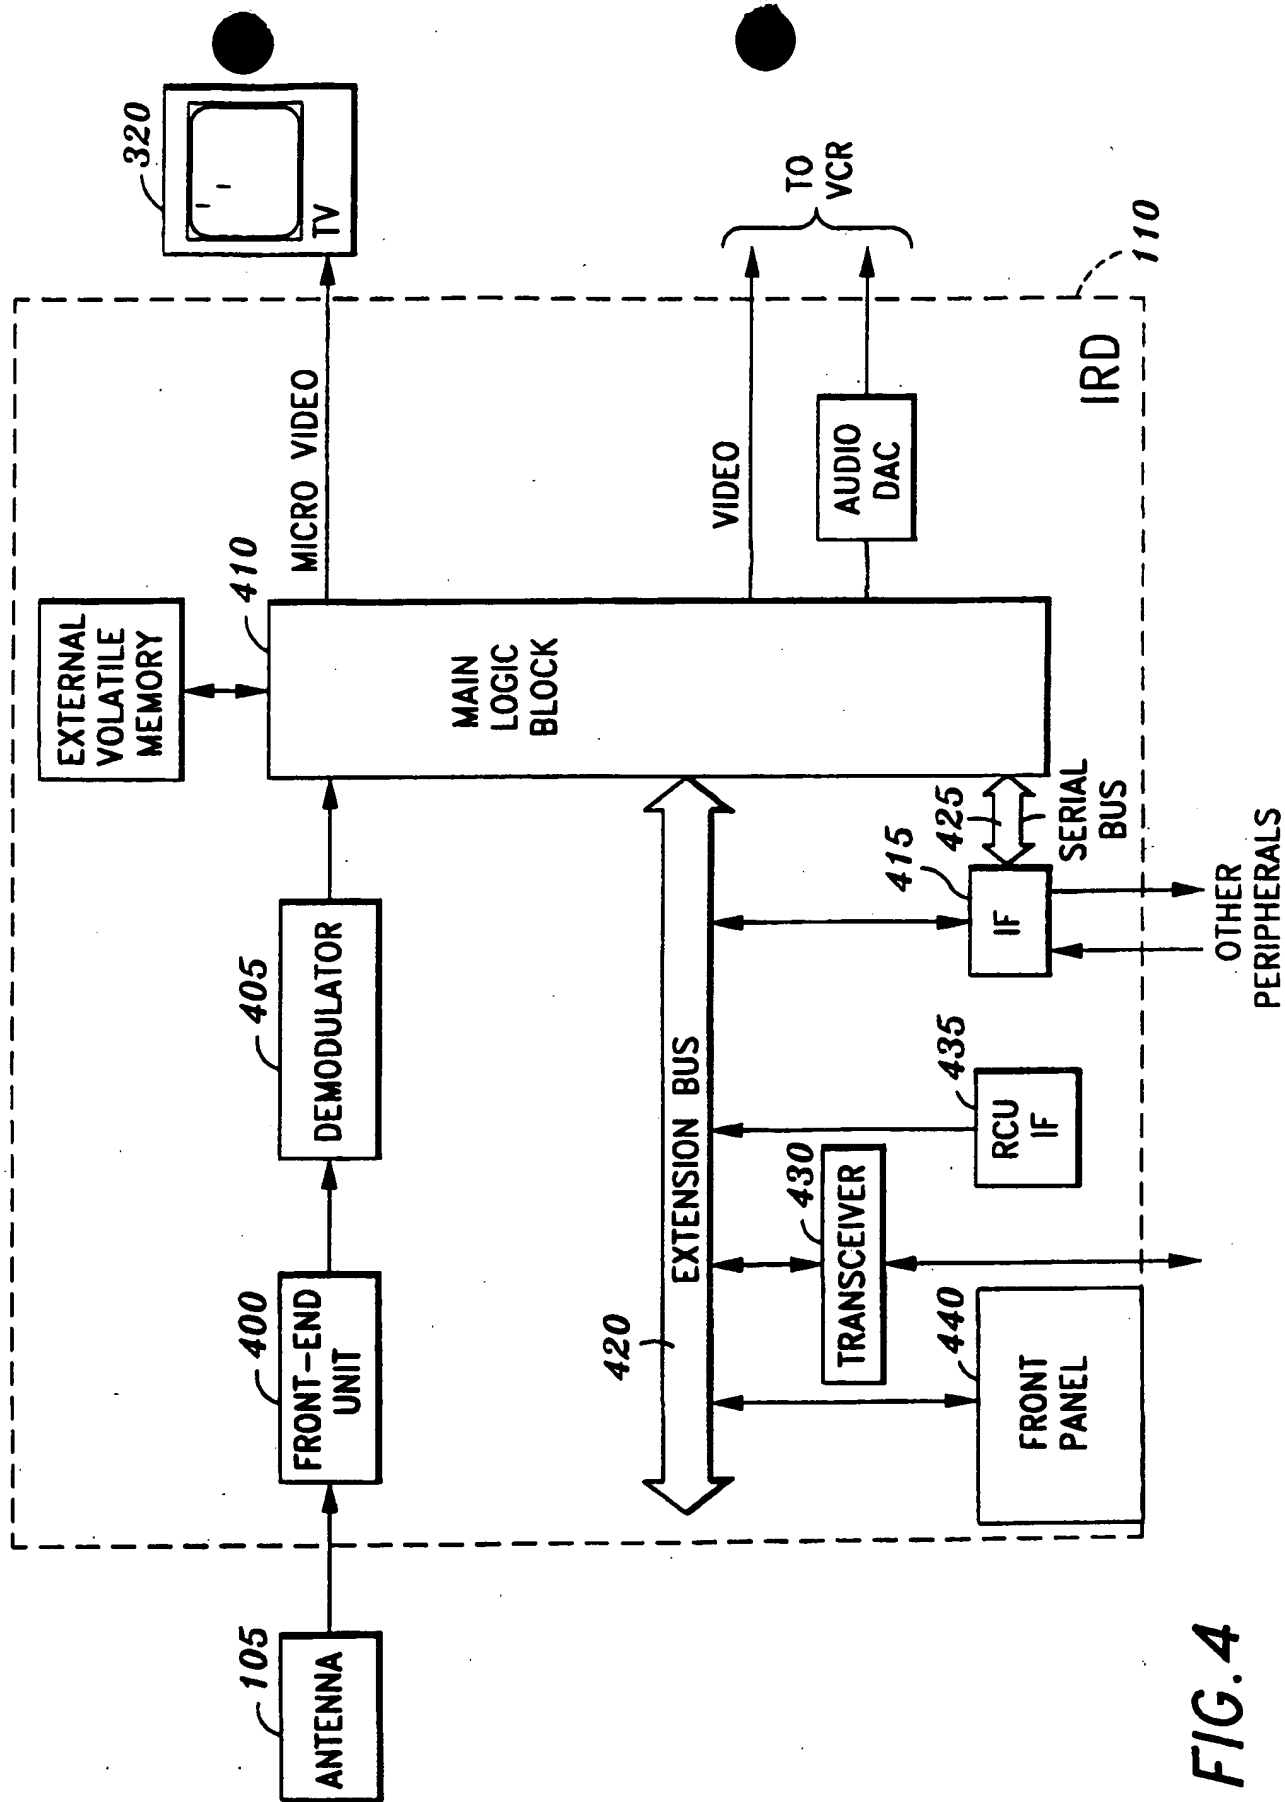 320
TV
EXTERNAL
VOLATILE
MEMORY
410
MICRO VIDEO
105
ANTENNA
400
FRONT-END
UNIT
405
DEMODULATOR
MAIN
LOGIC
BLOCK
VIDEO
TO
VCR
AUDIO
DAC
420
EXTENSION BUS
430
TRANSCEIVER
435
RCU
IF
415
IF
425
SERIAL
BUS
440
FRONT
PANEL
IRD
110
OTHER
PERIPHERALS
FIG.4